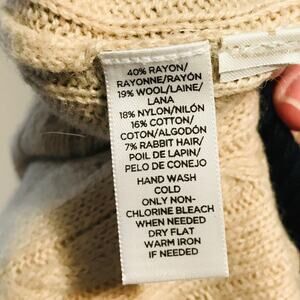 40% RAYON/
RAYONNE/RAYÓN
19% WOOL/LAINE/
LANA
18% NYLON/NILÓN
16% COTTON/
COTON/ALGODÓN
7% RABBIT HAIR/
POIL DE LAPIN/
PELO DE CONEJO
HAND WASH
COLD
ONLY NON-
CHLORINE BLEACH
WHEN NEEDED
DRY FLAT
WARM IRON
IF NEEDED